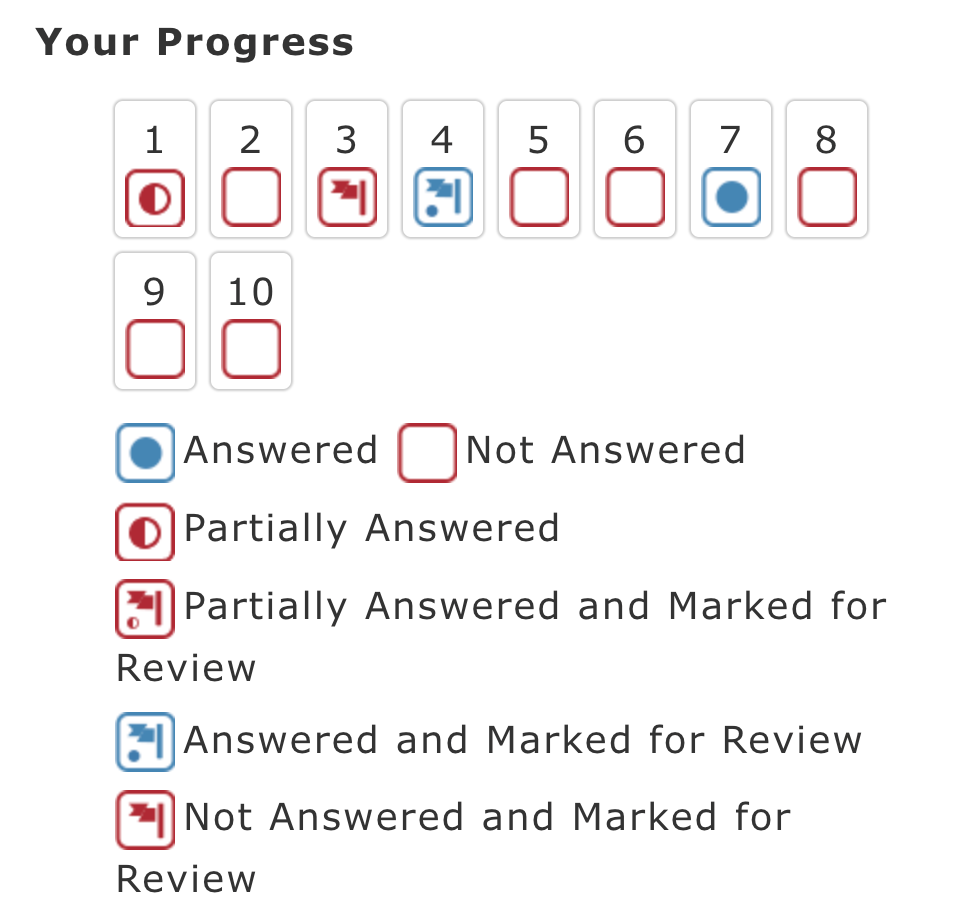 Your Progress
1 2 3 4 5 6 7 8
9 10
Answered Not Answered
Partially Answered
Partially Answered and Marked for
Review
Answered and Marked for Review
Not Answered and Marked for
Review